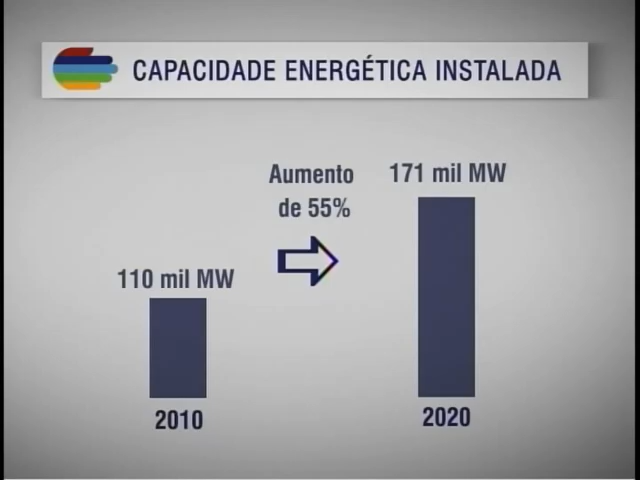 CAPACIDADE ENERGÉTICA INSTALADA
Aumento
de 55%
171 mil MW
110 mil MW
2010
2020